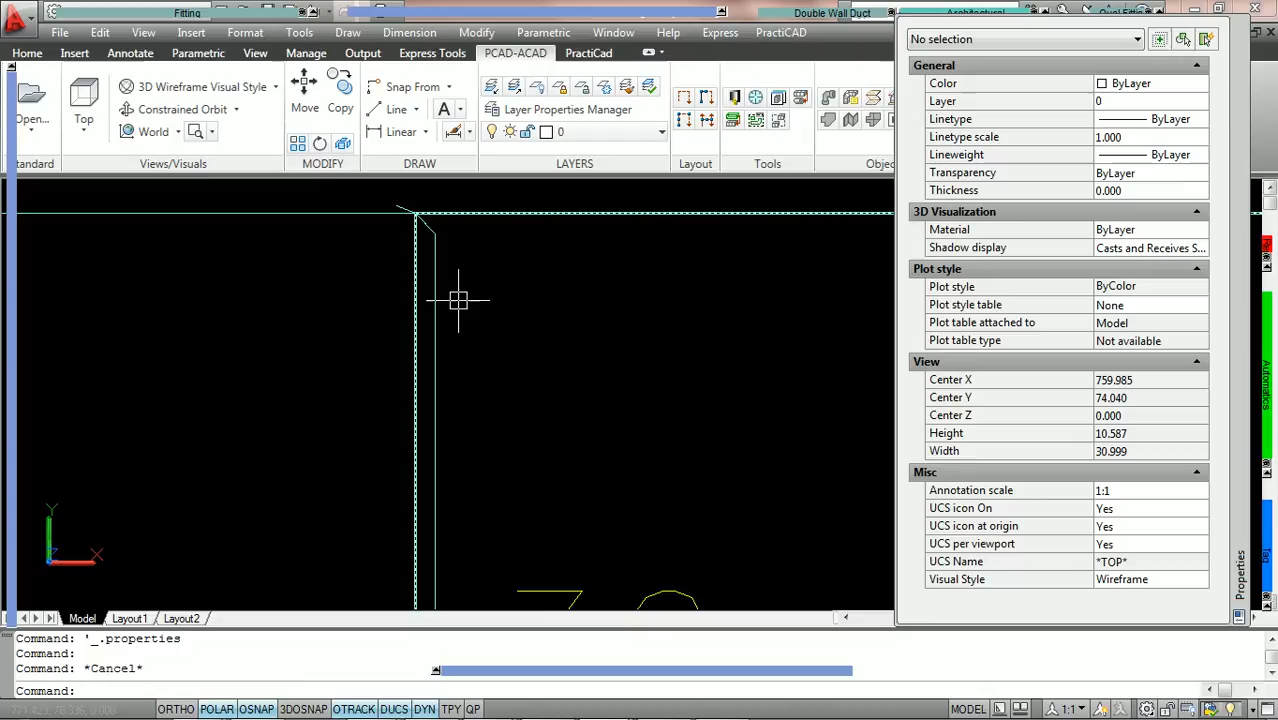 Fitting
Double Wall Duct
Architectural
Oval Fitting
File Edit View Insert Format Tools Draw Dimension Modify Parametric Window Help Express PractiCAD
Home Insert Annotate Parametric View Manage Output Express Tools PCAD-ACAD PractiCad
3D Wireframe Visual Style
Snap From
Constrained Orbit
Line A
Layer Properties Manager
Open...
Top
Move Copy
World
Linear
0
tandard
Views/Visuals
MODIFY
DRAW
LAYERS
Layout
Tools
Obje
No selection
General
Color ByLayer
Layer 0
Linetype ByLayer
Linetype scale 1.000
Lineweight ByLayer
Transparency ByLayer
Thickness 0.000
3D Visualization
Material ByLayer
Shadow display Casts and Receives S...
Plot style
Plot style ByColor
Plot style table None
Plot table attached to Model
Plot table type Not available
View
Center X 759.985
Center Y 74.040
Center Z 0.000
Height 10.587
Width 30.999
Misc
Annotation scale 1:1
UCS icon On Yes
UCS icon at origin Yes
UCS per viewport Yes
UCS Name *TOP*
Visual Style Wireframe
Properties
Automatics
Tag
Y
X
Model Layout1 Layout2
Command: '_.properties
Command:
Command: *Cancel*
Command:
ORTHO POLAR OSNAP 3DOSNAP OTRACK DUCS DYN TPY QP
MODEL
1:1